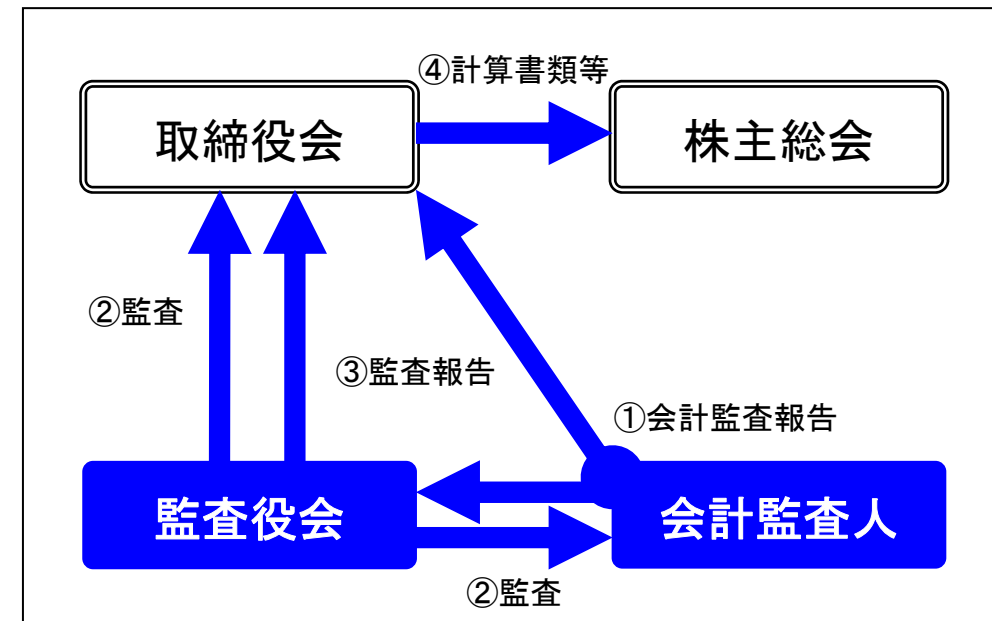 ④計算書類等
取締役会
株主総会
②監査
③監査報告
①会計監査報告
監査役会
会計監査人
②監査